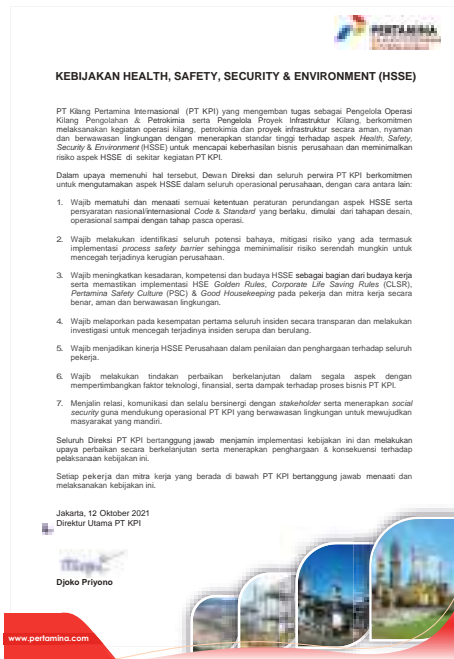 PERTAMINA
KEBIJAKAN HEALTH, SAFETY, SECURITY & ENVIRONMENT (HSSE)
PT Kilang Pertamina Internasional (PT KPI) yang mengemban tugas sebagai Pengelola Operasi
Kilang Pengolahan & Petrokimia serta Pengelola Proyek Infrastruktur Kilang, berkomitmen
melaksanakan kegiatan operasi kilang, petrokimia dan proyek infrastructur secara aman, nyaman
dan berwawasan lingkungan dengan menerapkan standar tinggi terhadap aspek Health, Safety,
Security & Environment (HSSE) untuk mencapai keberhasilan bisnis perusahaan dan meminimalkan
risiko aspek HSSE di sekitar kegiatan PT KPI.
Dalam upaya memenuhi hal tersebut, Dewan Direksi dan seluruh perwira PT KPI berkomitmen
untuk mengutamakan aspek HSSE dalam seluruh operasional perusahaan, dengan cara antara lain:
1. Wajib mematuhi dan menaati semua ketentuan peraturan perundangan aspek HSSE serta
persyaratan nasional/internasional Code & Standard yang berlaku, dimulai dari tahapan desain,
operasional sampai dengan tahap pasca operasi.
2. Wajib melakukan identifikasi seluruh potensi bahaya, mitigasi risiko yang ada termasuk
implementasi process safety barrier sehingga meminimalisir risiko serendah mungkin untuk
mencegah terjadinya kerugian perusahaan.
3. Wajib meningkatkan kesadaran, kompetensi dan budaya HSSE sebagai bagian dari budaya kerja
serta memastikan implementasi HSE Golden Rules, Corporate Life Saving Rules (CLSR),
Pertamina Safety Culture (PSC) & Good Housekeeping pada pekerja dan mitra kerja secara
benar, aman dan berwawasan lingkungan.
4. Wajib melaporkan pada kesempatan pertama seluruh insiden secara transparan dan melakukan
investigasi untuk mencegah terjadinya insiden serupa dan berulang.
5. Wajib menjadikan kinerja HSSE Perusahaan dalam penilaian dan penghargaan terhadap seluruh
pekerja.
6. Wajib melakukan tindakan perbaikan berkelanjutan dalam segala aspek dengan
mempertimbangkan faktor teknologi, finansial, serta dampak terhadap proses bisnis PT KPI.
7. Menjalin relasi, komunikasi dan selalu bersinergi dengan stakeholder serta menerapkan social
security guna mendukung operasional PT KPI yang berwawasan lingkungan untuk mewujudkan
masyarakat yang mandiri.
Seluruh Direksi PT KPI bertanggung jawab menjamin implementasi kebijakan ini dan melakukan
upaya perbaikan secara berkelanjutan serta menerapkan penghargaan & konsekuensi terhadap
pelaksanaan kebijakan ini.
Setiap pekerja dan mitra kerja yang berada di bawah PT KPI bertanggung jawab menaati dan
melaksanakan kebijakan ini.
Jakarta, 12 Oktober 2021
Direktur Utama PT KPI
Djoko Priyono
www.pertamina.com